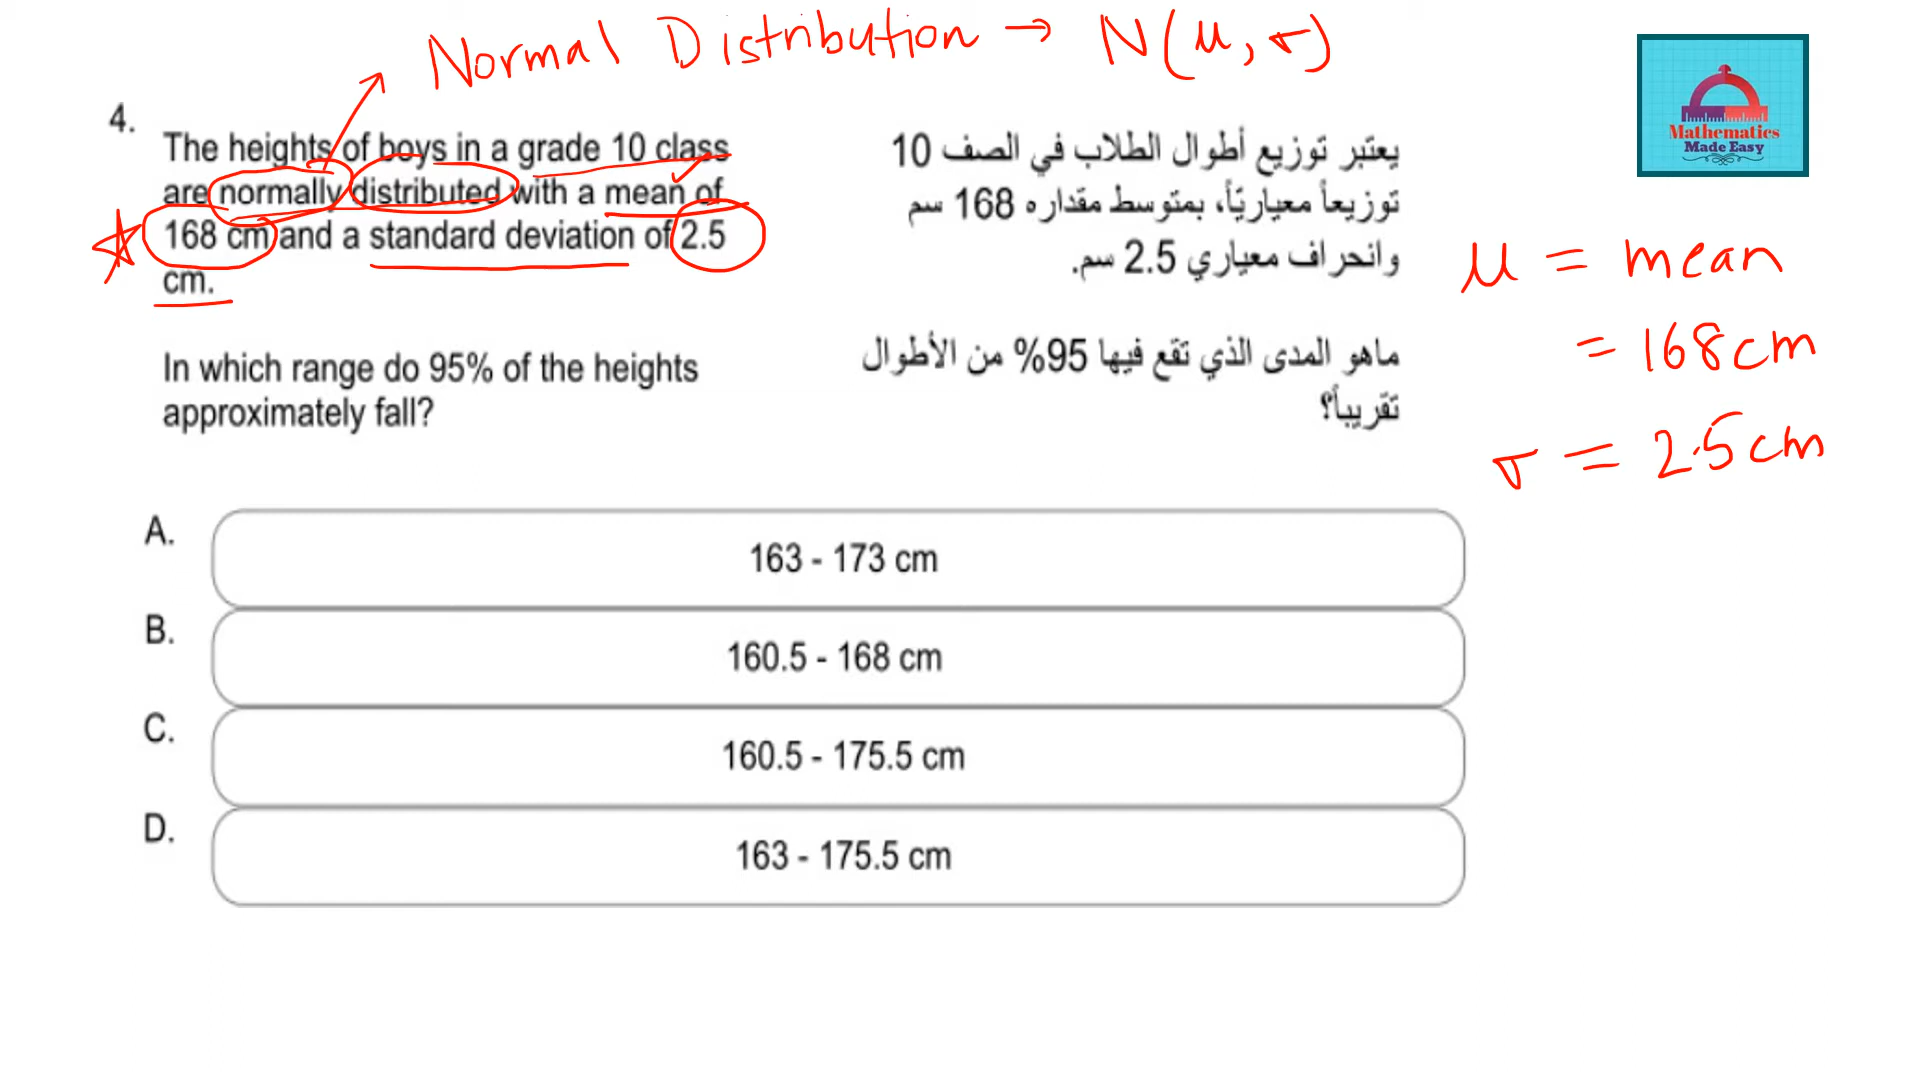 Normal Distribution → N(μ, σ)
4.
The heights of boys in a grade 10 class
are normally distributed with a mean of
168 cm and a standard deviation of 2.5
cm.
In which range do 95% of the heights
approximately fall?
يعتبر توزيع أطوال الطلاب في الصف 10
توزيعاً معياريّاً، بمتوسط مقداره 168 سم
وانحراف معياري 2.5 سم.
ماهو المدى الذي تقع فيها 95% من الأطوال
تقريباً؟
Mathematics
Made Easy
μ = mean
= 168cm
σ = 2.5cm
A. 163 - 173 cm
B. 160.5 - 168 cm
C. 160.5 - 175.5 cm
D. 163 - 175.5 cm